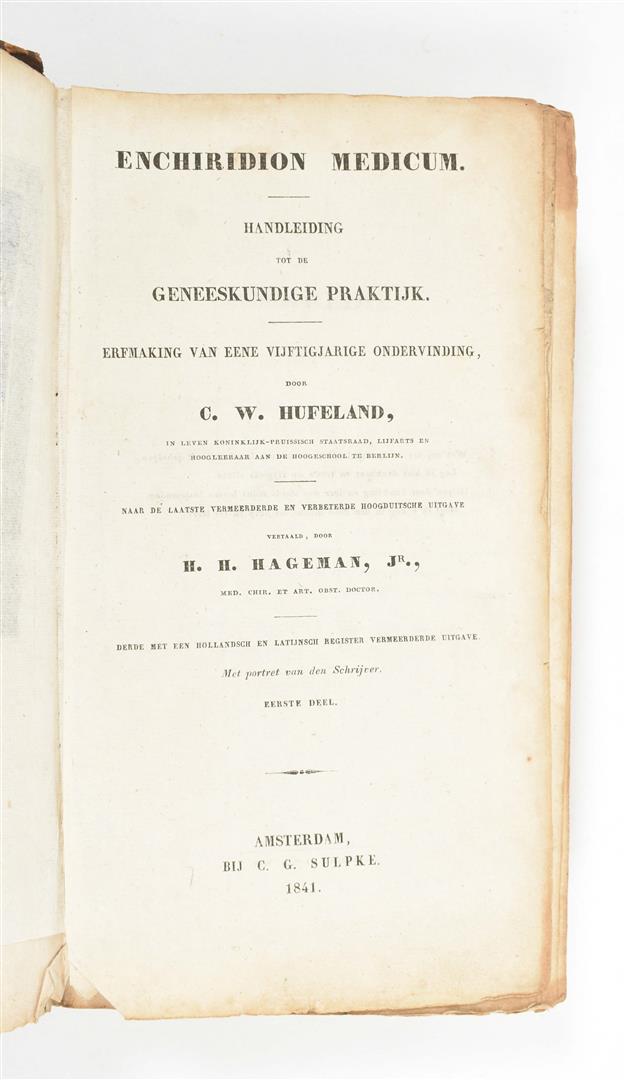 ENCHIRIDION MEDICUM.
HANDLEIDING
TOT DE
GENEESKUNDIGE PRAKTIJK.
ERFMAKING VAN EENE VIJFTIGJARIGE ONDERVINDING,
DOOR
C. W. HUFELAND,
IN LEVEN KONINKLIJK-PRUISSISCH STAATSRAAD, LIJFARTS EN
HOOGLEERAAR AAN DE HOOGESCHOOL TE BERLIJN.
NAAR DE LAATSTE VERMEERDERDE EN VERBETERDE HOOGDUITSCHE UITGAVE
VERTAALD, DOOR
H. H. HAGEMAN, JR.,
MED. CHIR. ET ART. OBST. DOCTOR.
DERDE MET EEN HOLLANDSCH EN LATIJNSCH REGISTER VERMEERDERDE UITGAVE.
Met portret van den Schrijver.
EERSTE DEEL.
AMSTERDAM,
BIJ C. G. SULPKE.
1841.